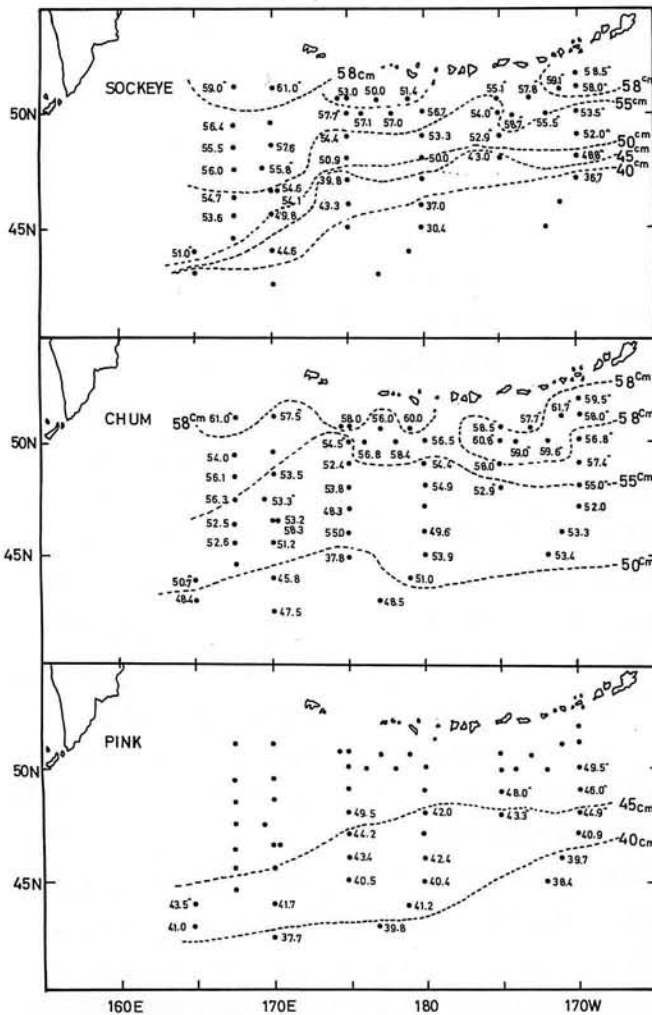 SOCKEYE
58cm
59.0" 61.0" 53.0 50.0 51.4 55.1" 57.8 59.1" 58.5"
58.0" 58cm
50N
57.7" 57.1 57.0 56.7 54.0" 58.7" 55.5" 53.5" 55cm
56.4 54.4 53.3 52.9" 52.0"
55.5 57.6 50.9 50.0 43.0" 48.8" 50cm
56.0 55.8" 39.8 36.7 45cm
54.7 54.6 40cm
54.1
53.6 49.8 43.3 37.0
45N
30.4
51.0" 44.6
CHUM
58cm
58cm 61.0" 57.5" 58.0" 56.0" 60.0 58.5" 57.7" 61.7" 59.5"
58.0" 58cm
50N
54.5" 56.8 58.4 56.5 60.6" 59.0" 59.6" 56.8"
54.0 52.4 54.4 58.0" 57.4"
56.1 53.5 53.8 54.9 52.9" 55.0" 55cm
56.3 53.3" 48.3 52.0
52.5 53.2 55.0 49.6" 53.3
58.3
52.6 51.2 37.8 53.9 53.4
45N
50cm
50.7" 45.8 51.0
48.4 48.5
47.5
PINK
50N
49.5"
48.0" 46.0"
49.5 42.0 43.3" 44.9" 45cm
44.2 40.9
40cm
43.4 42.4 39.7
40.5 40.4 38.4
45N
43.5" 41.7 41.2
41.0 39.8
37.7
160E 170E 180 170W